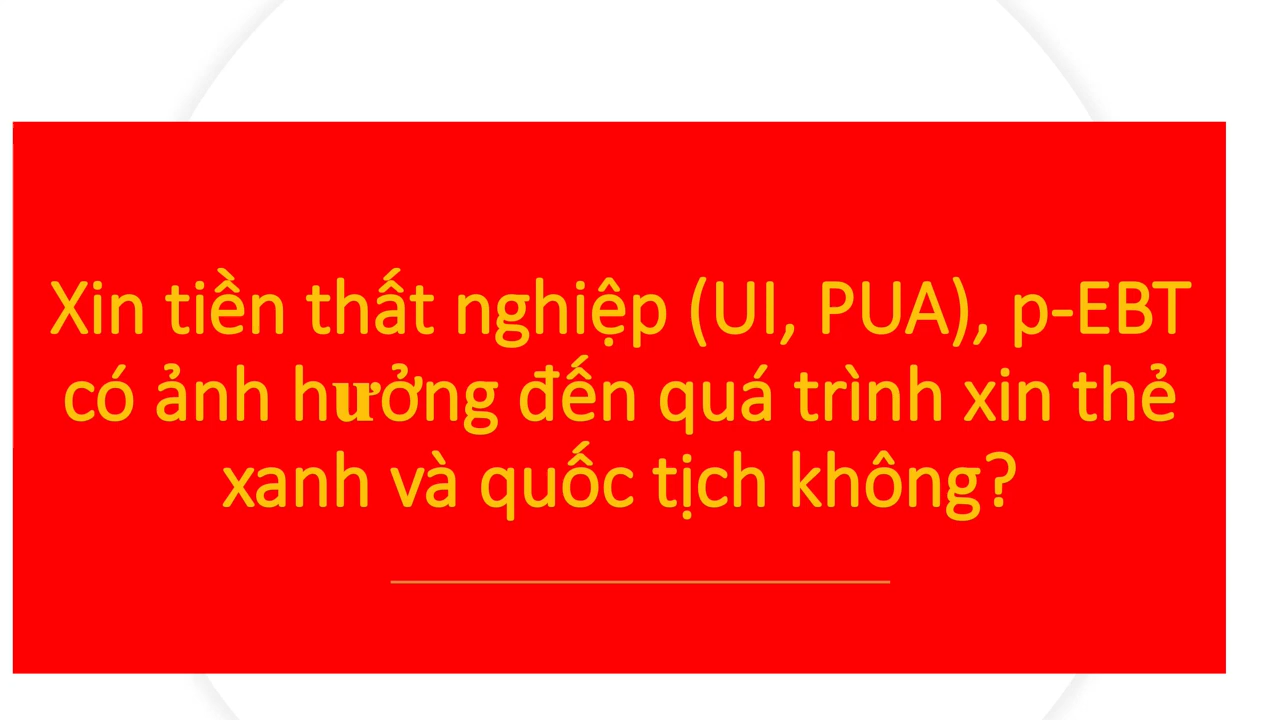 Xin tiền thất nghiệp (UI, PUA), p-EBT
có ảnh hưởng đến quá trình xin thẻ
xanh và quốc tịch không?